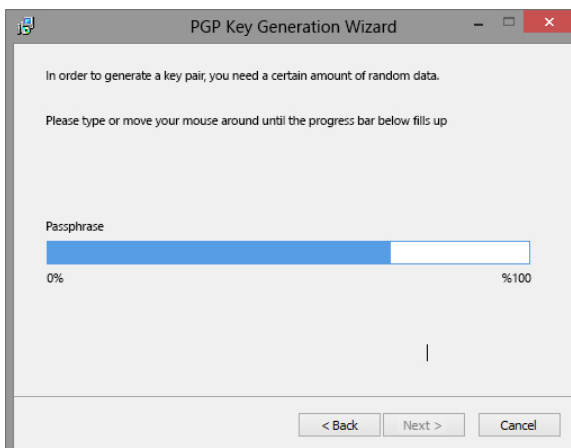 PGP Key Generation Wizard
In order to generate a key pair, you need a certain amount of random data.
Please type or move your mouse around until the progress bar below fills up
Passphrase
0% %100
< Back Next > Cancel